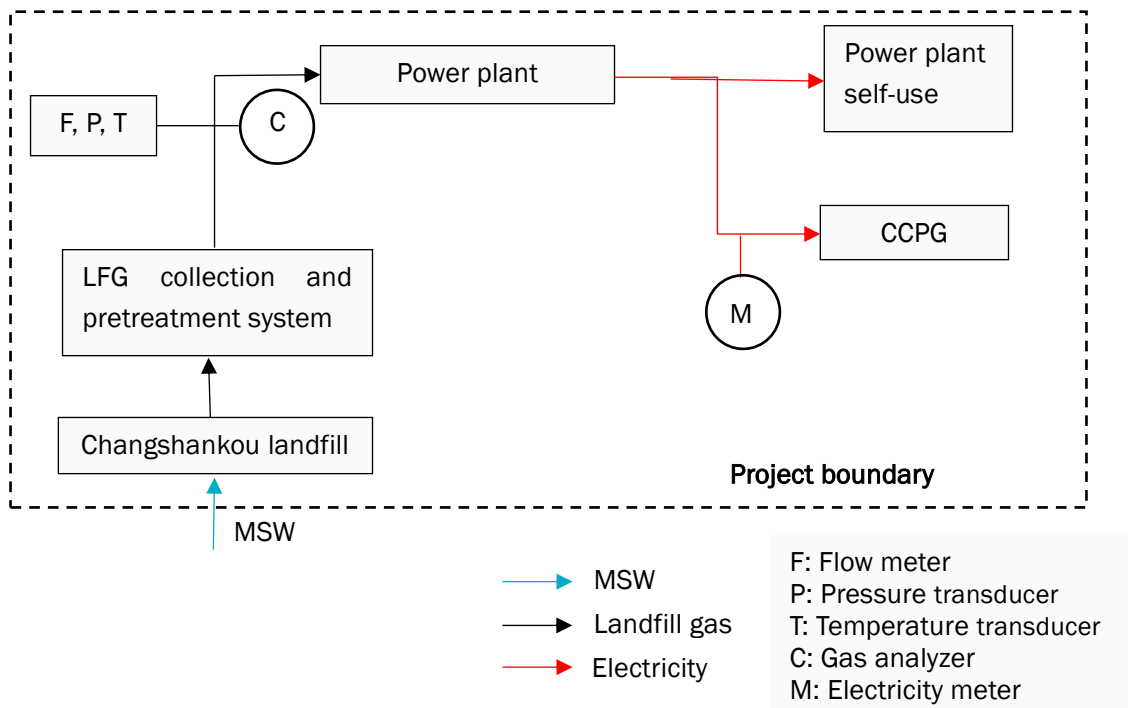 Power plant
Power plant
self-use
F, P, T
C
CCPG
LFG collection and
pretreatment system
M
Changshankou landfill
Project boundary
MSW
MSW
Landfill gas
Electricity
F: Flow meter
P: Pressure transducer
T: Temperature transducer
C: Gas analyzer
M: Electricity meter